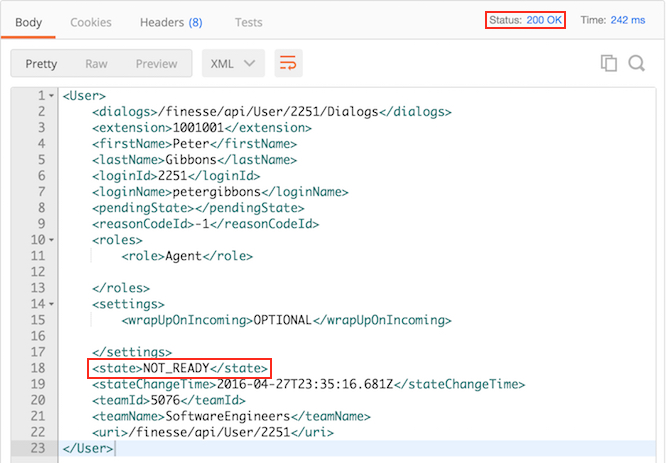 Body Cookies Headers (8) Tests Status: 200 OK Time: 242 ms
Pretty Raw Preview XML
1 <User>
2 <dialogs>/finesse/api/User/2251/Dialogs</dialogs>
3 <extension>1001001</extension>
4 <firstName>Peter</firstName>
5 <lastName>Gibbons</lastName>
6 <loginId>2251</loginId>
7 <loginName>petergibbons</loginName>
8 <pendingState></pendingState>
9 <reasonCodeId>-1</reasonCodeId>
10 <roles>
11 <role>Agent</role>
12
13 </roles>
14 <settings>
15 <wrapUpOnIncoming>OPTIONAL</wrapUpOnIncoming>
16
17 </settings>
18 <state>NOT_READY</state>
19 <stateChangeTime>2016-04-27T23:35:16.681Z</stateChangeTime>
20 <teamId>5076</teamId>
21 <teamName>SoftwareEngineers</teamName>
22 <uri>/finesse/api/User/2251</uri>
23 </User>